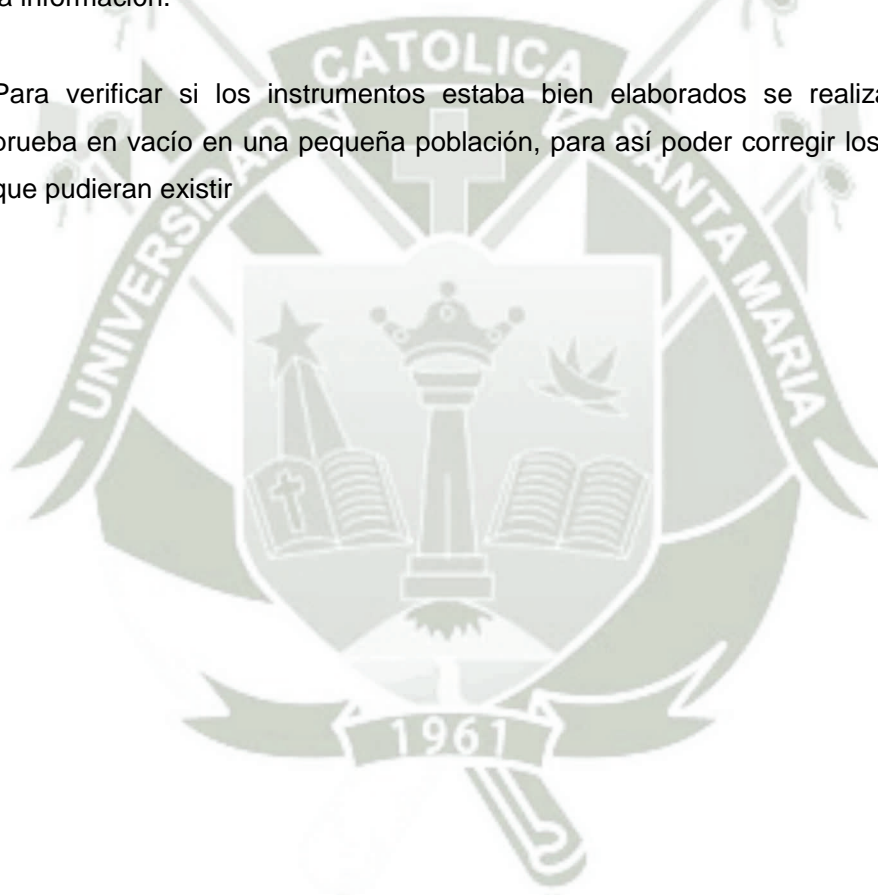 a información.
Para verificar si los instrumentos estaba bien elaborados se realiza
prueba en vacío en una pequeña población, para así poder corregir los
que pudieran existir
UNIVERSIDAD CATOLICA SANTA MARIA
1961